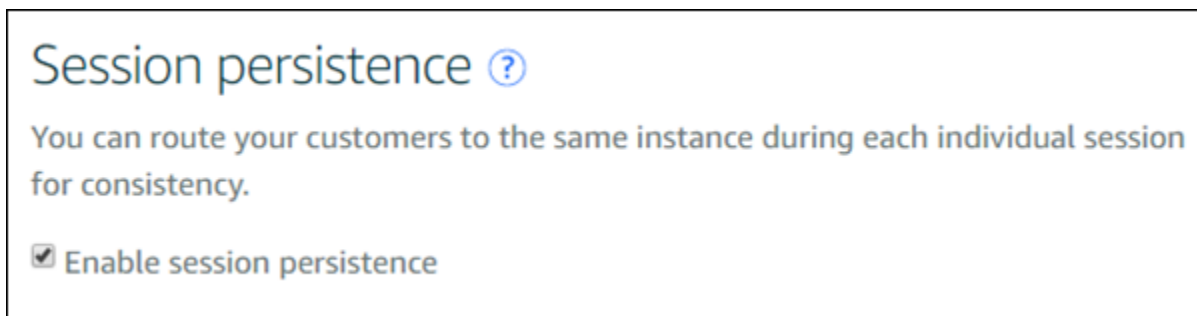 Session persistence ?
You can route your customers to the same instance during each individual session
for consistency.
Enable session persistence